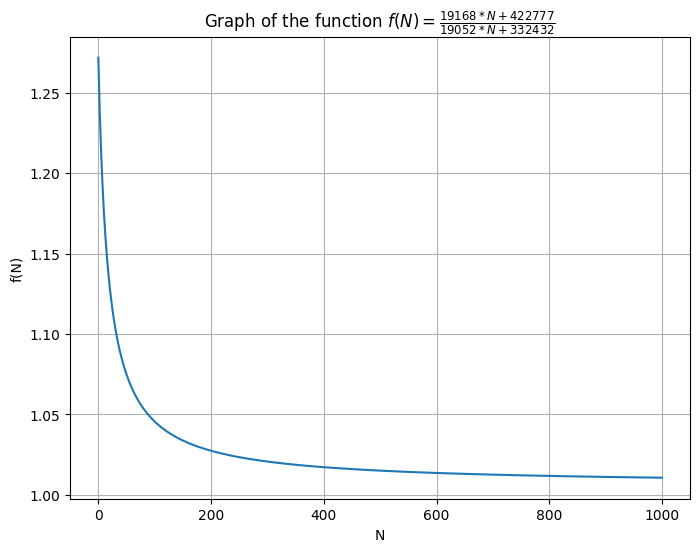 Graph of the function f(N) = \frac{19168*N+422777}{19052*N+332432}
1.25
1.20
1.15
1.10
1.05
1.00
f(N)
0 200 400 600 800 1000
N